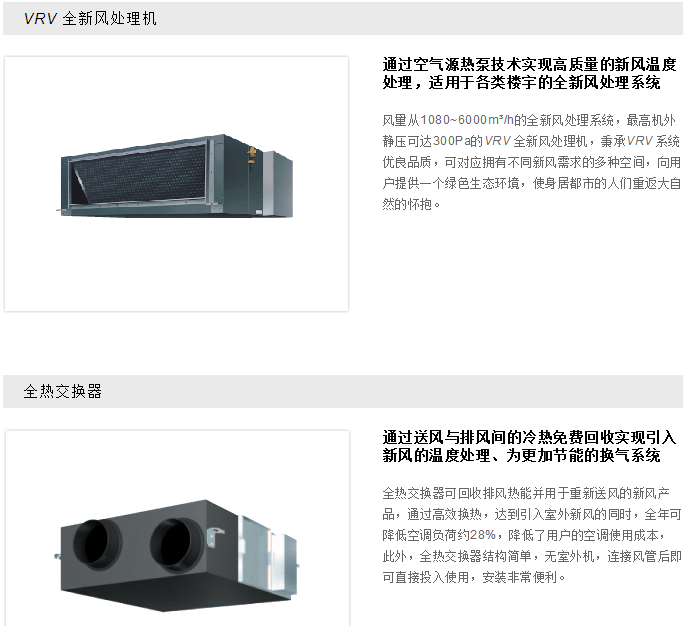 VRV 全新风处理机
通过空气源热泵技术实现高质量的新风温度
处理，适用于各类楼宇的全新风处理系统
风量从1080~6000m³/h的全新风处理系统，最高机外
静压可达300Pa的VRV 全新风处理机，秉承VRV 系统
优良品质，可对应拥有不同新风需求的多种空间，向用
户提供一个绿色生态环境，使身居都市的人们重返大自
然的怀抱。
全热交换器
通过送风与排风间的冷热免费回收实现引入
新风的温度处理、为更加节能的换气系统
全热交换器可回收排风热能并用于重新送风的新风产
品，通过高效换热，达到引入室外新风的同时，全年可
降低空调负荷约28%，降低了用户的空调使用成本，
此外，全热交换器结构简单，无室外机，连接风管后即
可直接投入使用，安装非常便利。